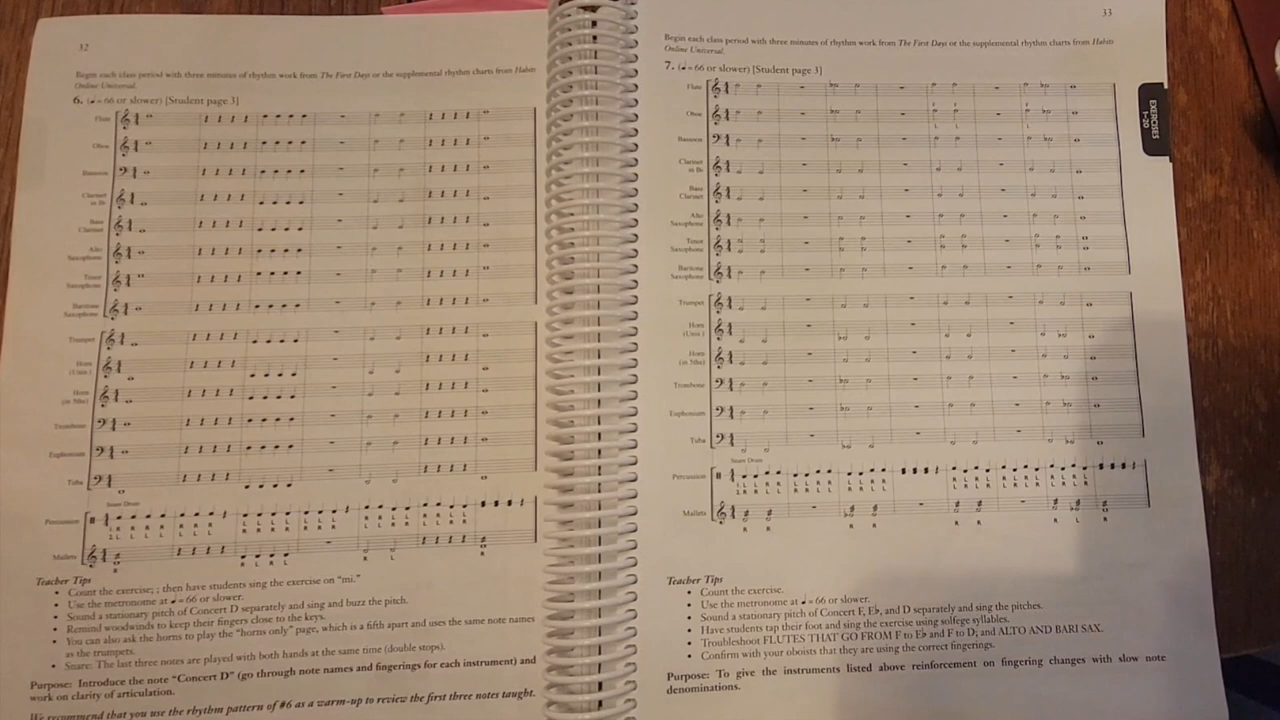 32
Begin each class period with three minutes of rhythm work from The First Days or the supplemental rhythm charts from Habits
Online Universal.
6. (♩=66 or slower) [Student page 3]
Flute
Oboe
Bassoon
Clarinet
in B♭
Bass
Clarinet
Alto
Saxophone
Tenor
Saxophone
Baritone
Saxophone
Trumpet
Horn
(Univ.)
Horn
(in 5ths)
Trombone
Euphonium
Tuba
Snare Drum
Percussion
Mallets
Teacher Tips
• Count the exercise; ; then have students sing the exercise on “mi.”
• Use the metronome at ♩=66 or slower.
• Sound a stationary pitch of Concert D separately and sing and buzz the pitch.
• Remind woodwinds to keep their fingers close to the keys.
• You can also ask the horns to play the “horns only” page, which is a fifth apart and uses the same note names
as the trumpets.
• Snare: The last three notes are played with both hands at the same time (double stops).
Purpose: Introduce the note “Concert D” (go through note names and fingerings for each instrument) and
work on clarity of articulation.
We recommend that you use the rhythm pattern of #6 as a warm-up to review the first three notes taught.
33
Begin each class period with three minutes of rhythm work from The First Days or the supplemental rhythm charts from Habits
Online Universal.
7. (♩=66 or slower) [Student page 3]
EXERCISES
1–20
Flute
Oboe
Bassoon
Clarinet
in B♭
Bass
Clarinet
Alto
Saxophone
Tenor
Saxophone
Baritone
Saxophone
Trumpet
Horn
(Univ.)
Horn
(in 5ths)
Trombone
Euphonium
Tuba
Snare Drum
Percussion
Mallets
Teacher Tips
• Count the exercise.
• Use the metronome at ♩=66 or slower.
• Sound a stationary pitch of Concert F, E♭, and D separately and sing the pitches.
• Have students tap their foot and sing the exercise using solfege syllables.
• Troubleshoot FLUTES THAT GO FROM F to E♭ and F to D; and ALTO AND BARI SAX.
• Confirm with your oboists that they are using the correct fingerings.
Purpose: To give the instruments listed above reinforcement on fingering changes with slow note
denominations.